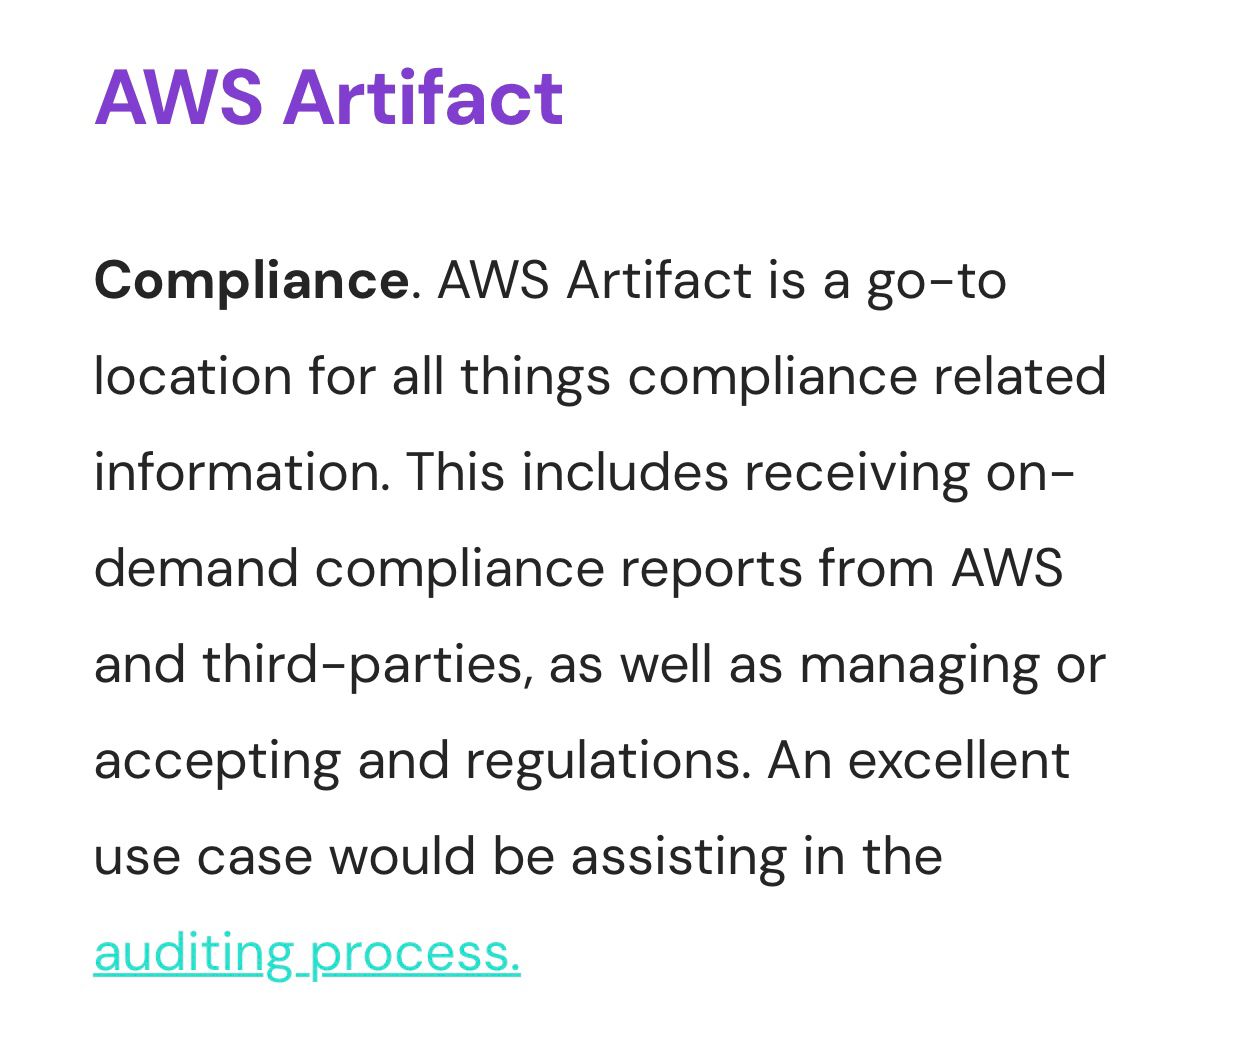 AWS Artifact
Compliance. AWS Artifact is a go-to
location for all things compliance related
information. This includes receiving on-
demand compliance reports from AWS
and third-parties, as well as managing or
accepting and regulations. An excellent
use case would be assisting in the
auditing process.